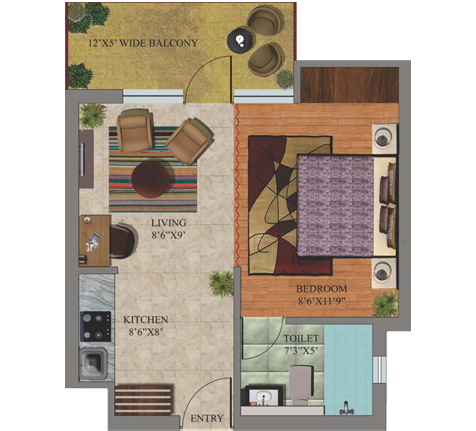 12'X5' WIDE BALCONY
LIVING
8'6"X9'
BEDROOM
8'6"X11'9"
KITCHEN
8'6"X8'
TOILET
7'3"X5'
ENTRY